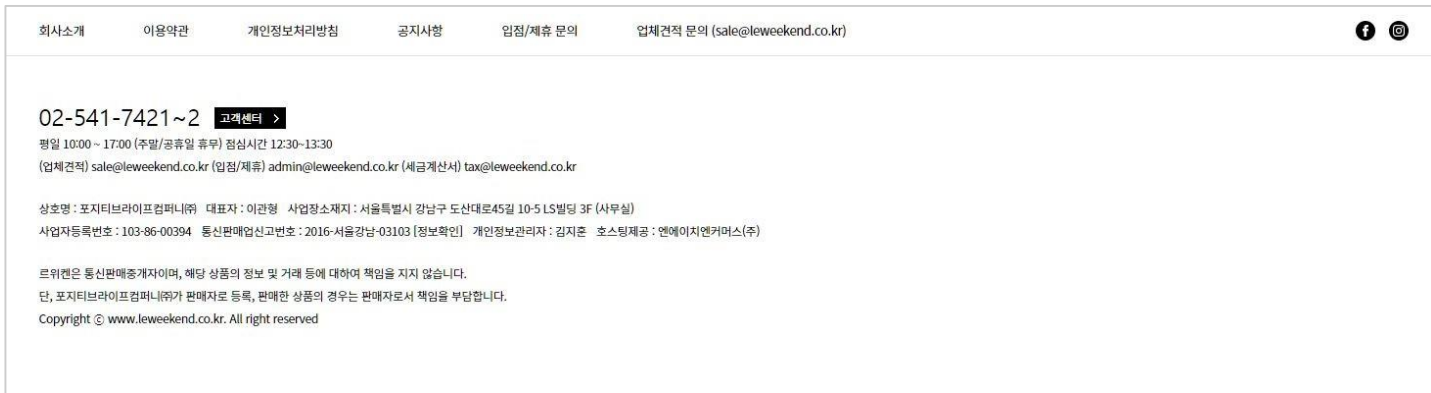 회사소개 이용약관 개인정보처리방침 공지사항 입점/제휴 문의 업체견적 문의 (sale@leweekend.co.kr)
02-541-7421~2 고객센터 >
평일 10:00 ~ 17:00 (주말/공휴일 휴무) 점심시간 12:30~13:30
(업체견적) sale@leweekend.co.kr (입점/제휴) admin@leweekend.co.kr (세금계산서) tax@leweekend.co.kr
상호명 : 포지티브라이프컴퍼니㈜ 대표자 : 이관형 사업장소재지 : 서울특별시 강남구 도산대로45길 10-5 LS빌딩 3F (사무실)
사업자등록번호 : 103-86-00394 통신판매업신고번호 : 2016-서울강남-03103 [정보확인] 개인정보관리자 : 김지훈 호스팅제공 : 엔에이치엔커머스(주)
르위켄은 통신판매중개자이며, 해당 상품의 정보 및 거래 등에 대하여 책임을 지지 않습니다.
단, 포지티브라이프컴퍼니㈜가 판매자로 등록, 판매한 상품의 경우는 판매자로서 책임을 부담합니다.
Copyright ⓒ www.leweekend.co.kr. All right reserved